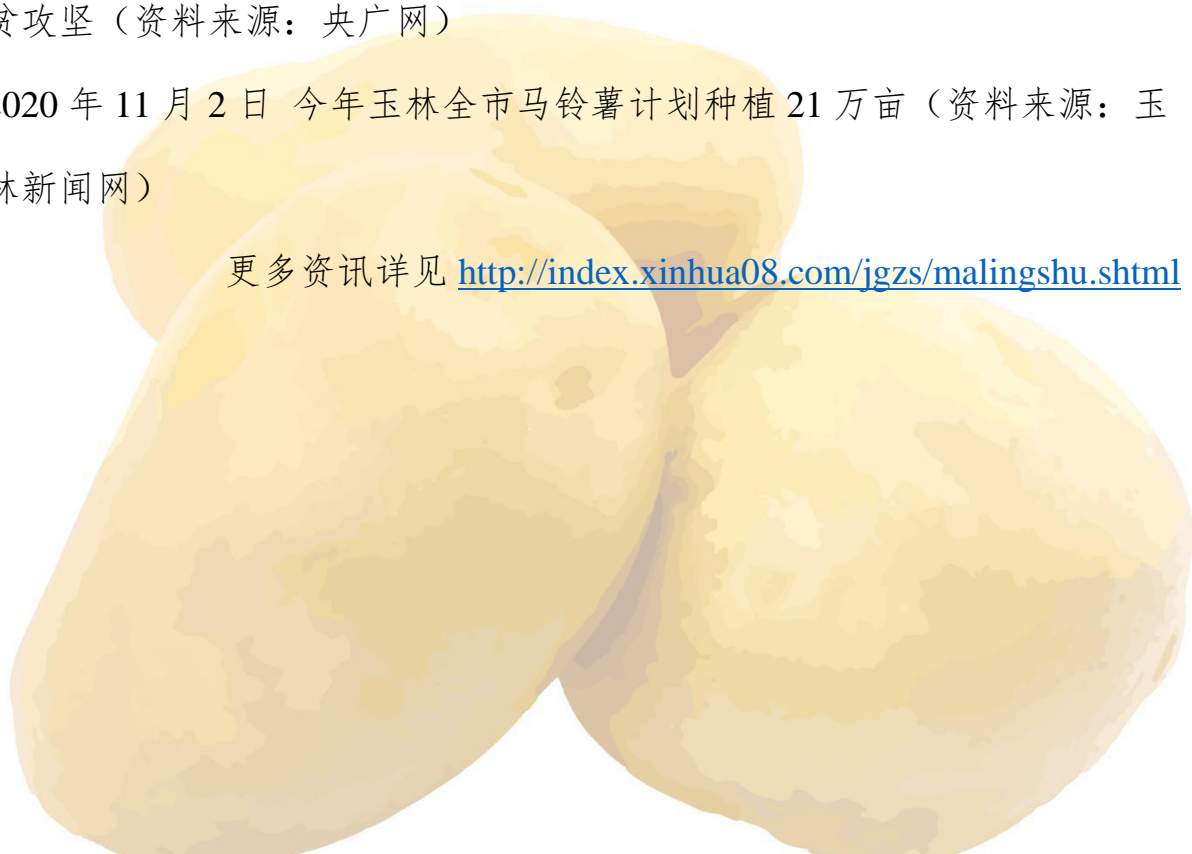 贫攻坚（资料来源：央广网）
2020 年 11 月 2 日 今年玉林全市马铃薯计划种植 21 万亩（资料来源：玉
林新闻网）
更多资讯详见 http://index.xinhua08.com/jgzs/malingshu.shtml